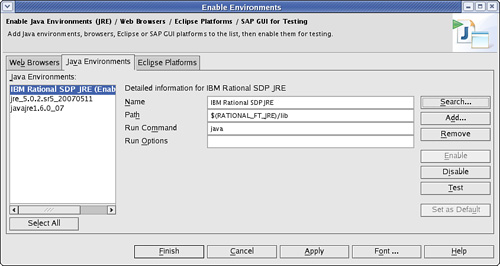 Enable Environments
Enable Java Environments (JRE) / Web Browsers / Eclipse Platforms / SAP GUI for Testing
Add Java environments, browsers, Eclipse or SAP GUI platforms to the list, then enable them for testing.
Web Browsers Java Environments Eclipse Platforms
Java Environments:
IBM Rational SDP JRE (Enab
jre_5.0.2.sr5_20070511
javajre1.6.0_07
Select All
Detailed information for IBM Rational SDP JRE
Name IBM Rational SDP JRE
Path $(RATIONAL_FT_JRE)/lib
Run Command java
Run Options
Search...
Add...
Remove
Enable
Disable
Test
Set as Default
Finish Cancel Apply Font ... Help